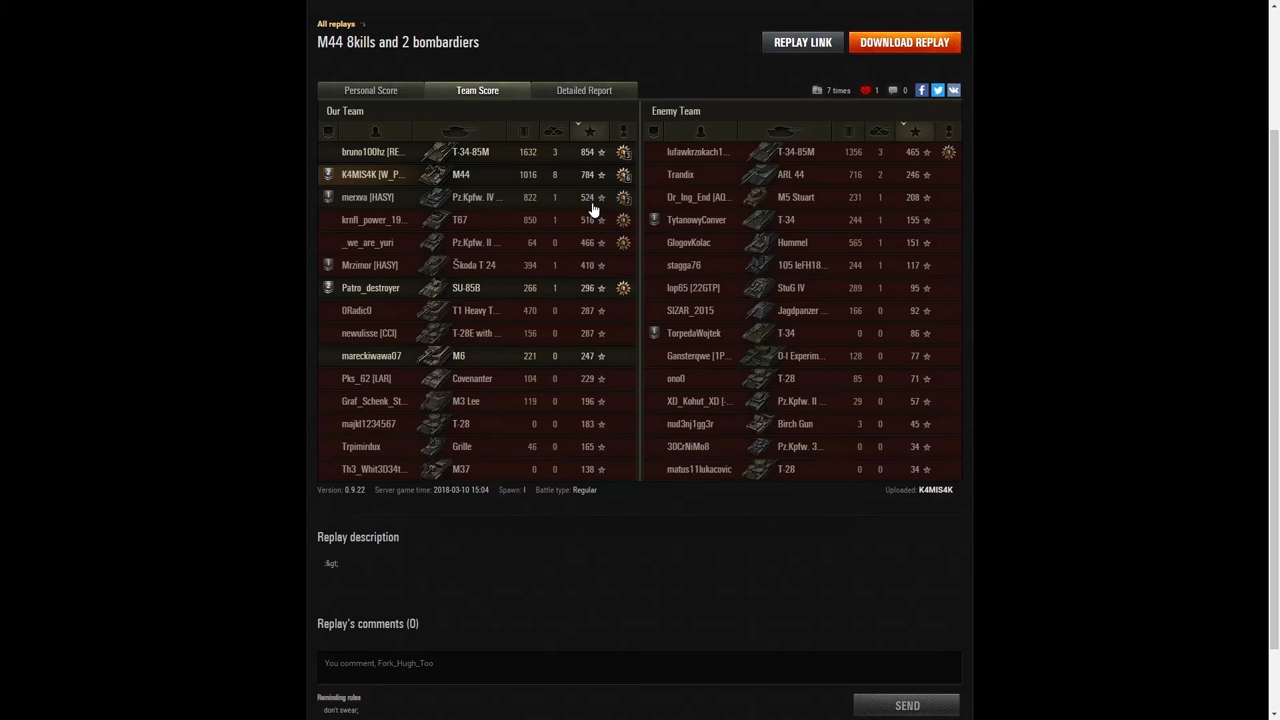 All replays
M44 8kills and 2 bombardiers
REPLAY LINK DOWNLOAD REPLAY
Personal Score Team Score Detailed Report 7 times 1 0
Our Team
bruno100hz [RE... T-34-85M 1632 3 854
K4MIS4K [W_P... M44 1016 8 784
merxva [HASY] Pz.Kpfw. IV ... 822 1 524
krnfl_power_19... T67 850 1
_we_are_yuri Pz.Kpfw. II ... 64 0 466
Mrzimor [HASY] Škoda T 24 394 1 410
Patro_destroyer SU-85B 266 1 296
0Radic0 T1 Heavy T... 470 0 287
newulisse [CCI] T-28E with ... 156 0 287
mareckiwawa07 M6 221 0 247
Pks_62 [LAR] Covenanter 104 0 229
Graf_Schenk_St... M3 Lee 119 0 196
majkl1234567 T-28 0 0 183
Trpimirdux Grille 46 0 165
Th3_Whit3D34t... M37 0 0 138
Enemy Team
lufawkrzokach1... T-34-85M 1356 3 465
Trandix ARL 44 716 2 246
Dr_Ing_End [AQ... M5 Stuart 231 1 208
TytanowyConver T-34 244 1 155
GlogovKolac Hummel 565 1 151
stagga76 105 leFH18... 244 1 117
lop65 [22GTP] StuG IV 289 1 95
SIZAR_2015 Jagdpanzer ... 166 0 92
TorpedaWojtek T-34 0 0 86
Gansterqwe [1P... O-I Experim... 128 0 77
ono0 T-28 85 0 71
XD_Kohut_XD [-... Pz.Kpfw. II ... 29 0 57
nud3nj1gg3r Birch Gun 3 0 45
30CrNiMo8 Pz.Kpfw. 3... 0 0 34
matus11lukacovic T-28 0 0 34
Version: 0.9.22 Server game time: 2018-03-10 15:04 Spawn: I Battle type: Regular Uploaded: K4MIS4K
Replay description
:&gt;
Replay's comments (0)
You comment, Fork_Hugh_Too
Reminding rules
don't swear;
SEND